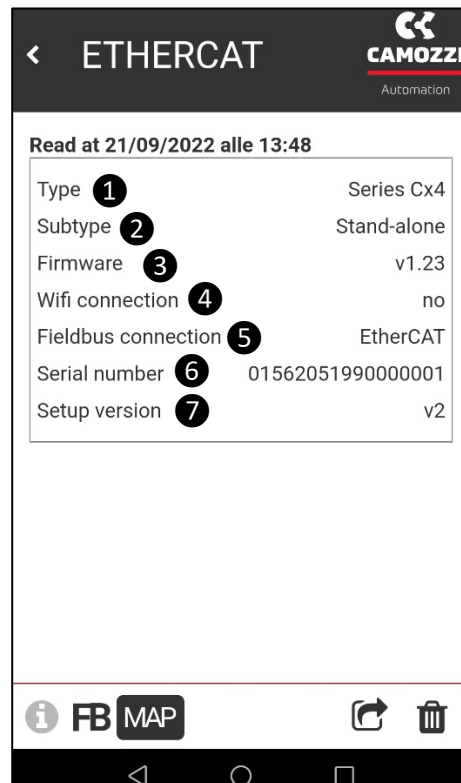 ETHERCAT
CAMOZZI
Automation
Read at 21/09/2022 alle 13:48
Type 1 Series Cx4
Subtype 2 Stand-alone
Firmware 3 v1.23
Wifi connection 4 no
Fieldbus connection 5 EtherCAT
Serial number 6 01562051990000001
Setup version 7 v2
FB MAP